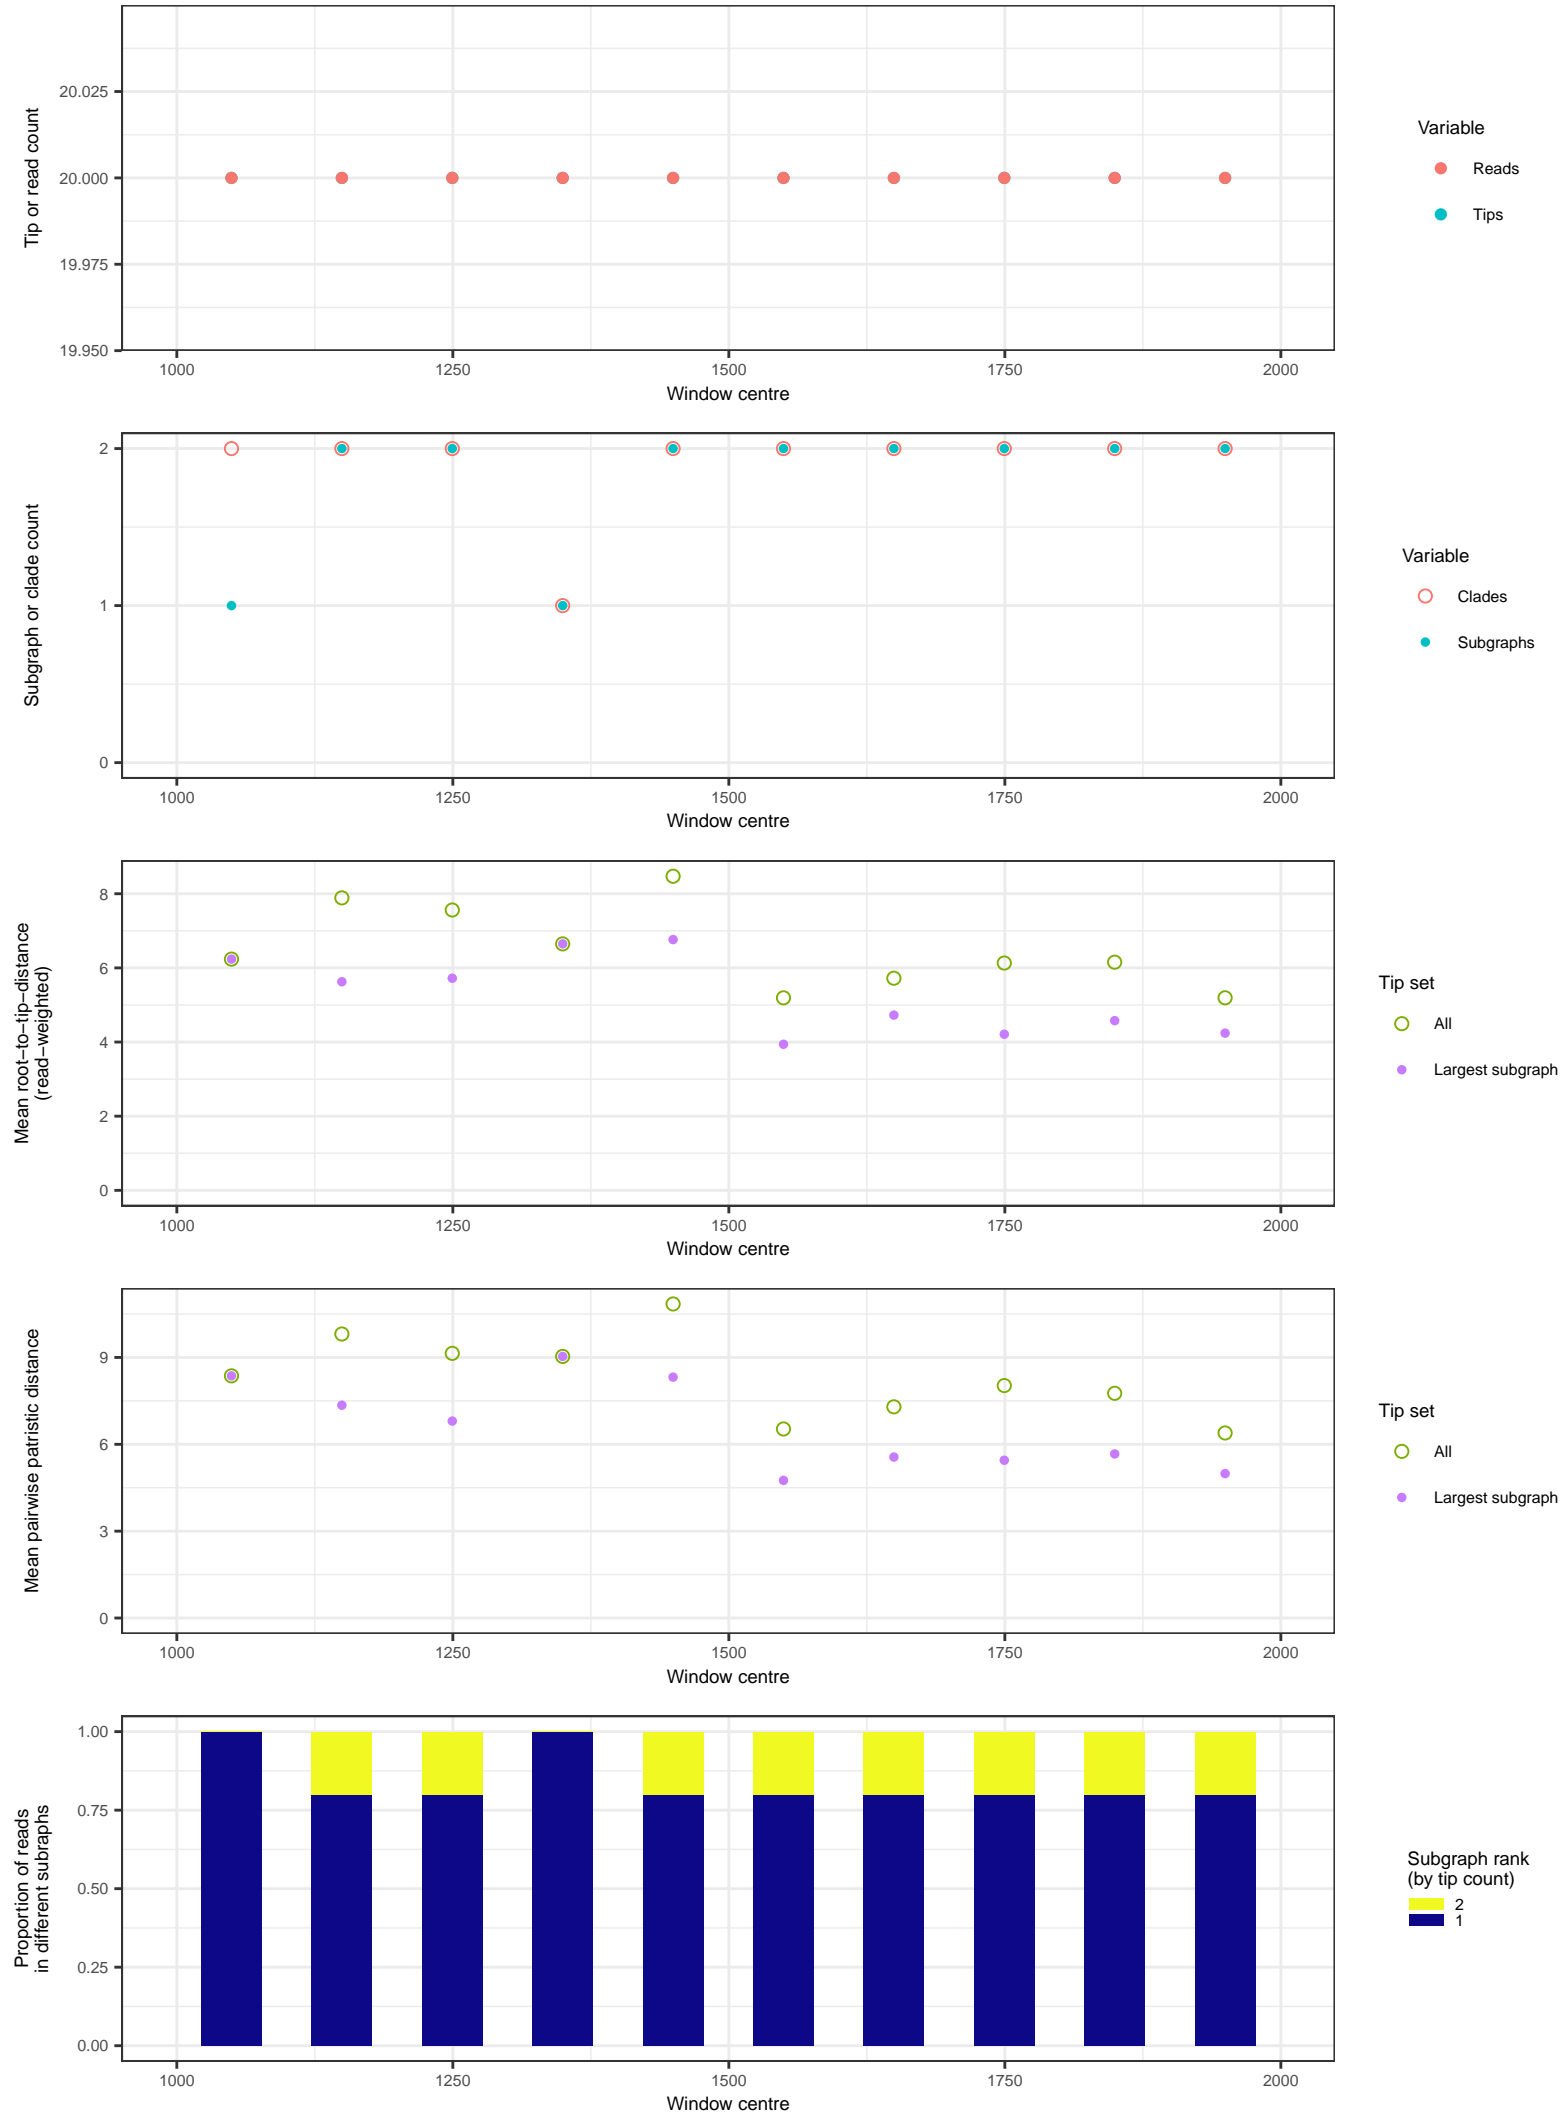 Tip or read count
20.025
20.000
19.975
19.950
1000
1250
1500
1750
2000
Window centre
Variable
Reads
Tips
Subgraph or clade count
2
1
0
1000
1250
1500
1750
2000
Window centre
Variable
Clades
Subgraphs
Mean root−to−tip−distance
(read−weighted)
8
6
4
2
0
1000
1250
1500
1750
2000
Window centre
Tip set
All
Largest subgraph
Mean pairwise patristic distance
9
6
3
0
1000
1250
1500
1750
2000
Window centre
Tip set
All
Largest subgraph
Proportion of reads
in different subraphs
1.00
0.75
0.50
0.25
0.00
1000
1250
1500
1750
2000
Window centre
Subgraph rank
(by tip count)
2
1